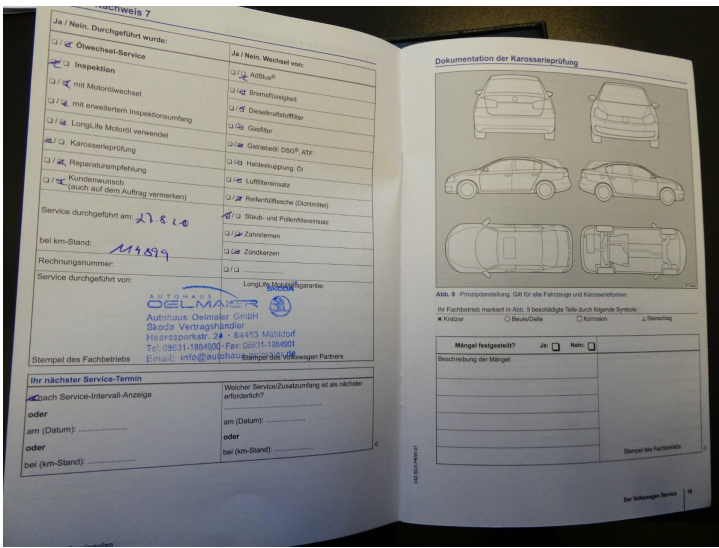 Nachweis 7
Ja / Nein. Durchgeführt wurde:
Ölwechsel-Service
Inspektion
mit Motorölwechsel
mit erweitertem Inspektionsumfang
LongLife Motoröl verwendet
Karosserieprüfung
Reparaturempfehlung
Kundenwunsch
(auch auf dem Auftrag vermerken)
Service durchgeführt am: 27.8.20
bei km-Stand: 114899
Rechnungsnummer:
Service durchgeführt von:
Ja / Nein. Wechsel von:
AdBlue®
Bremsflüssigkeit
Dieselkraftstofffilter
Gasfilter
Getriebeöl: DSG®, ATF
Haldexkupplung: Öl
Luftfiltereinsatz
Reifenfüllflasche (Dichtmittel)
Staub- und Pollenfiltereinsatz
Zahnriemen
Zündkerzen
LongLife Mobilitätsgarantie:
SKODA
AUTOHAUS
OELMAIER
Autohaus Oelmaier GmbH
Skoda Vertragshändler
Heerasparkstr. 24 · 84453 Mühldorf
Tel: 08631-1884900 · Fax: 08631-1884901
Email: info@autohaus
Stempel des Fachbetriebs
Stempel des Volkswagen Partners
Ihr nächster Service-Termin
nach Service-Intervall-Anzeige
oder
am (Datum): ....................
oder
bei (km-Stand): ....................
Welcher Service/Zusatzumfang ist als nächster
erforderlich?
am (Datum): ....................
oder
bei (km-Stand): ....................
Dokumentation der Karosserieprüfung
Abb. 9 Prinzipdarstellung. Gilt für alle Fahrzeuge und Karosserieformen.
Ihr Fachbetrieb markiert in Abb. 9 beschädigte Teile durch folgende Symbole:
Kratzer Beule/Delle Korrosion Steinschlag
Mängel festgestellt? Ja: Nein:
Beschreibung der Mängel:
Stempel des Fachbetriebs
Der Volkswagen Service 19